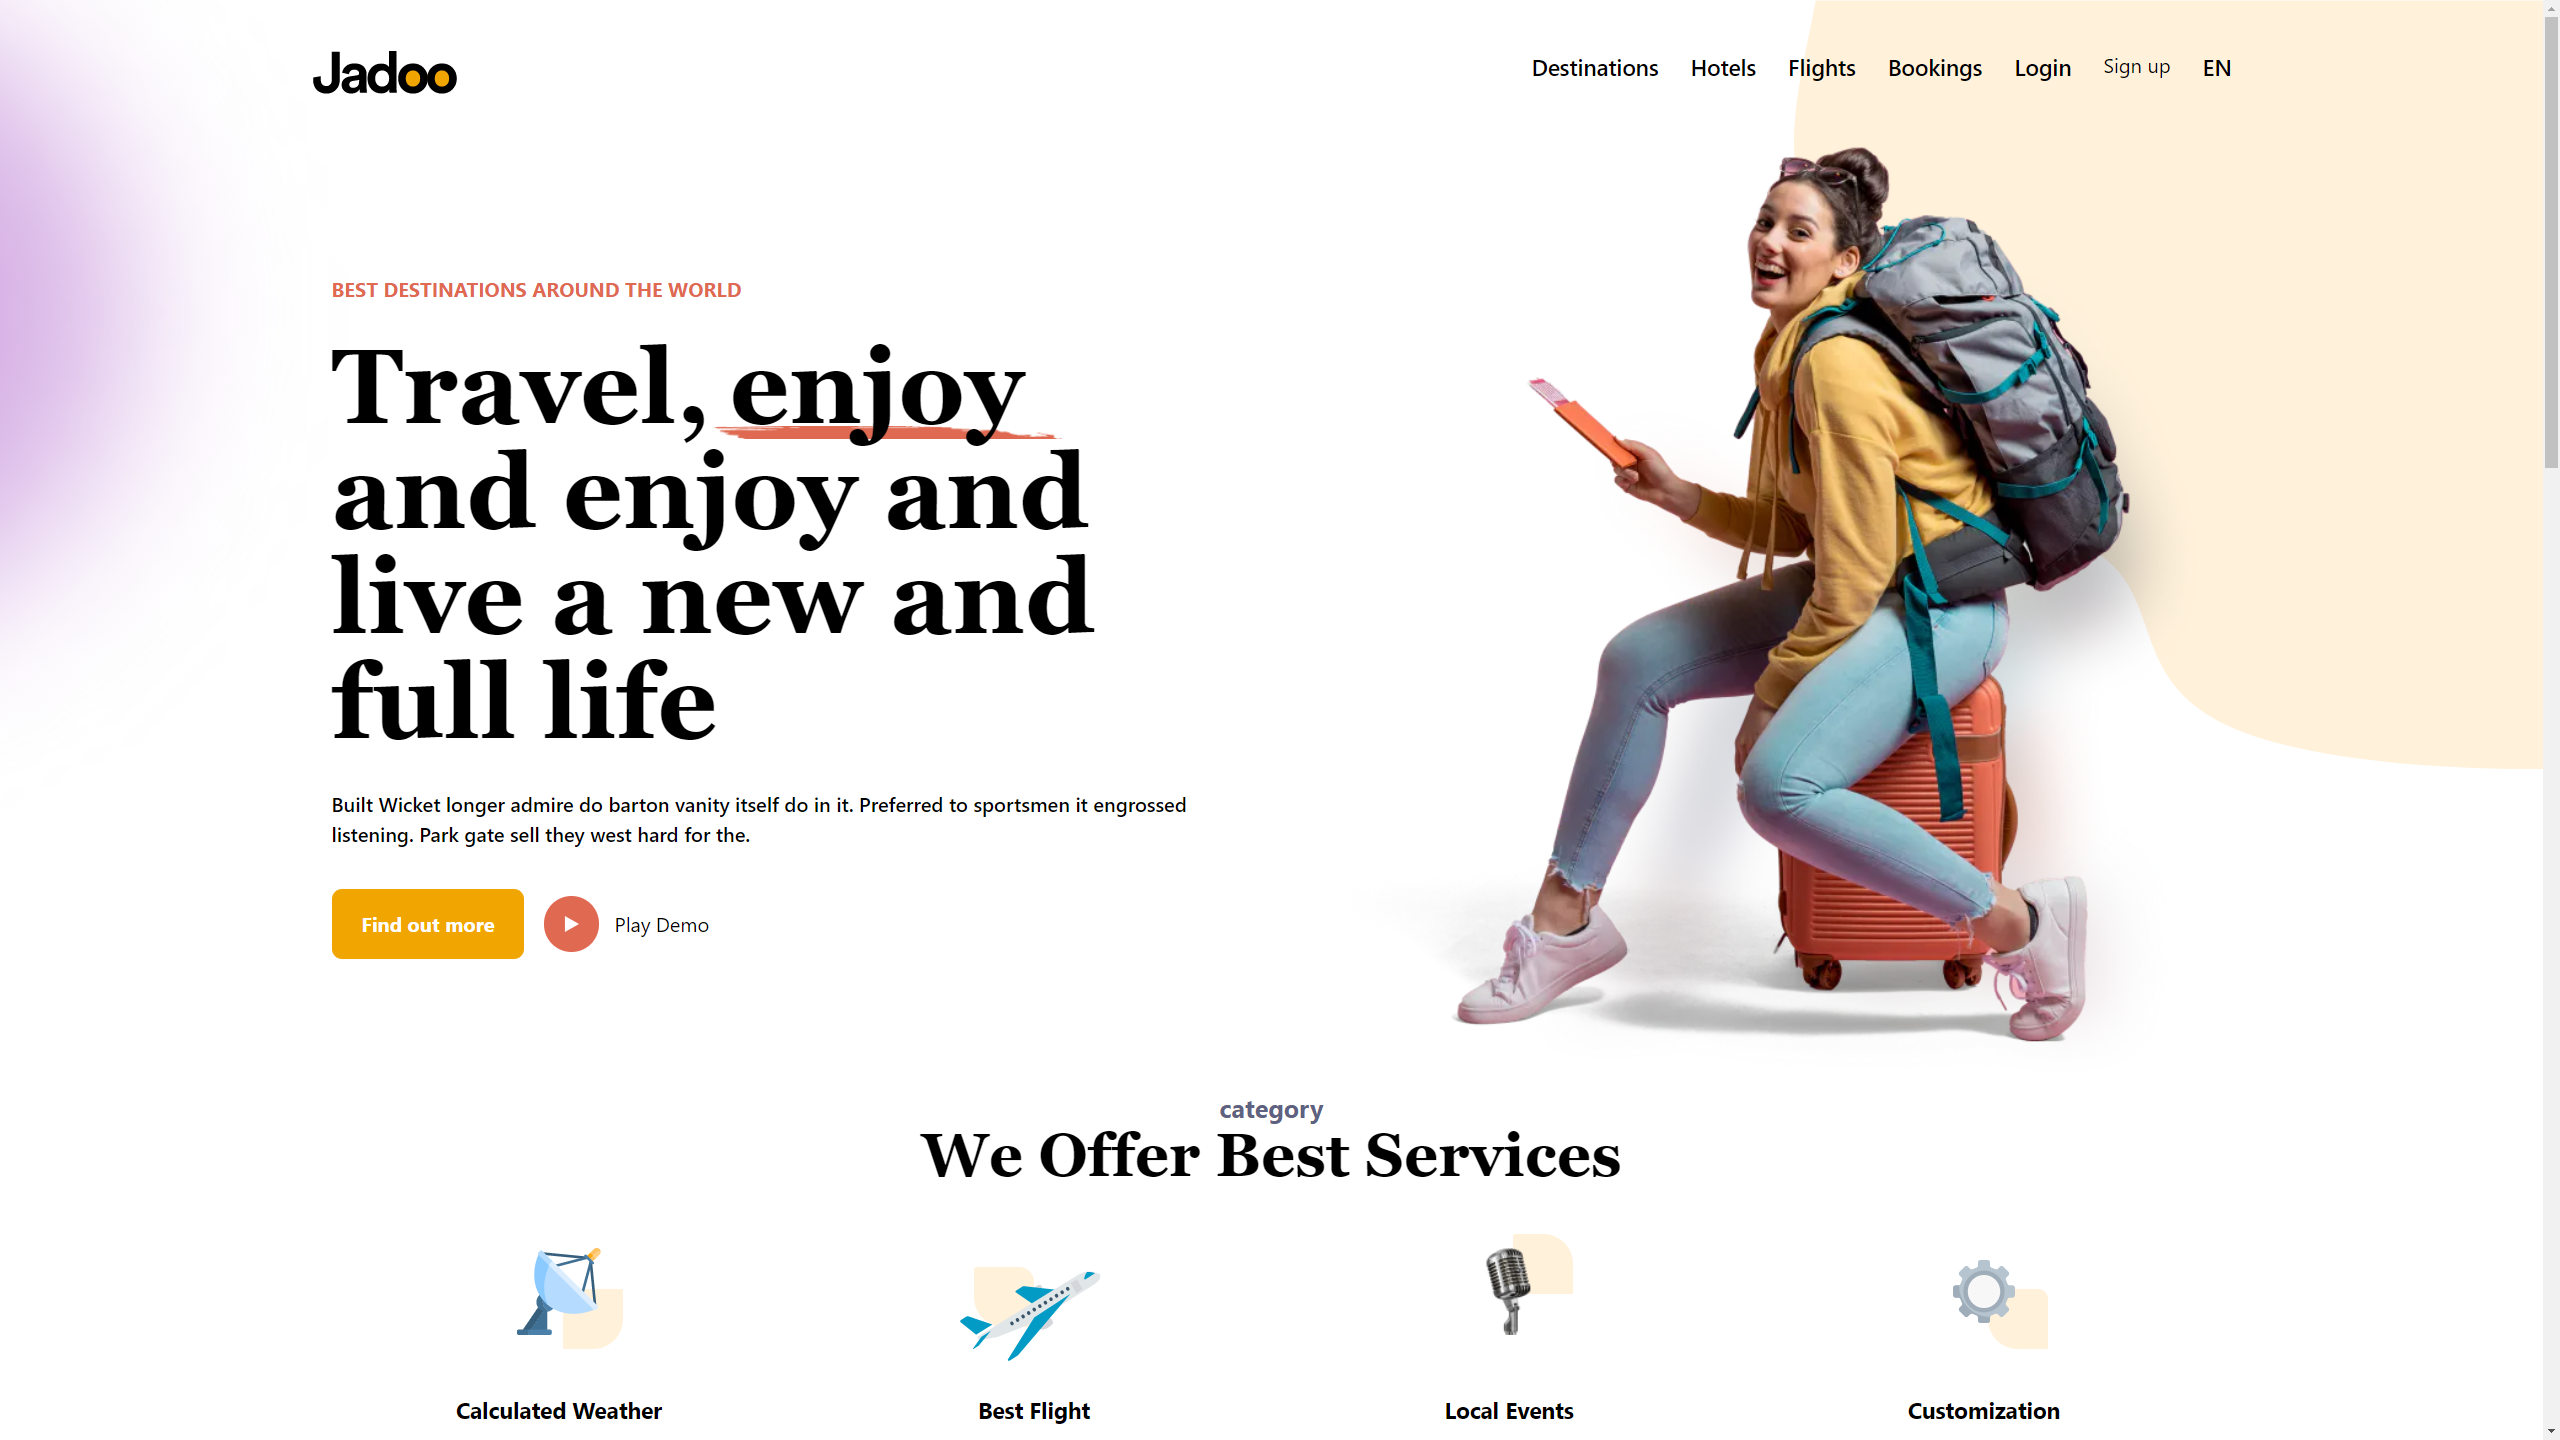 Jadoo
Destinations Hotels Flights Bookings Login Sign up EN
BEST DESTINATIONS AROUND THE WORLD
Travel, enjoy
and enjoy and
live a new and
full life
Built Wicket longer admire do barton vanity itself do in it. Preferred to sportsmen it engrossed
listening. Park gate sell they west hard for the.
Find out more Play Demo
category
We Offer Best Services
Calculated Weather Best Flight Local Events Customization